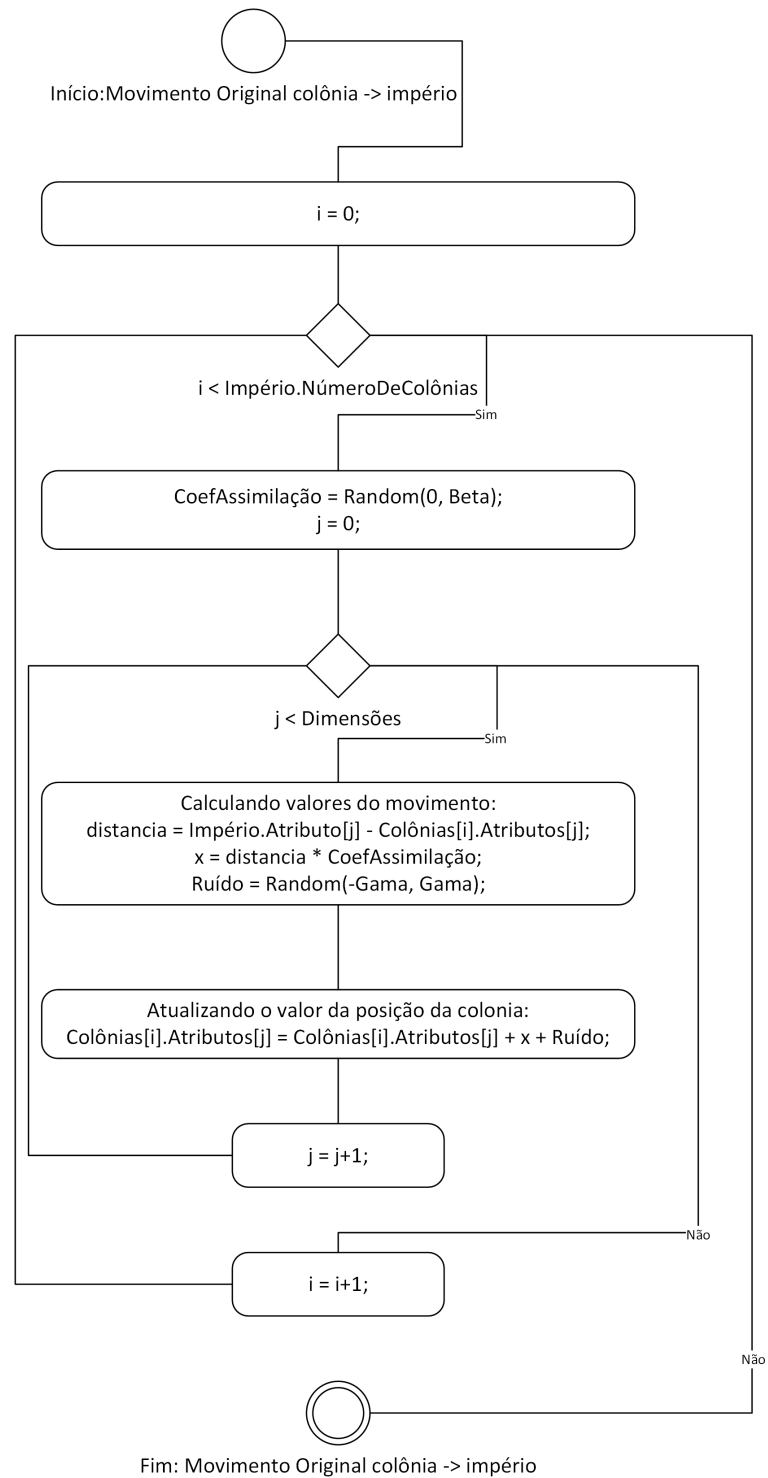 Início:Movimento Original colônia -> império
i = 0;
i < Império.NúmeroDeColônias
Sim
CoefAssimilação = Random(0, Beta);
j = 0;
j < Dimensões
Sim
Calculando valores do movimento:
distancia = Império.Atributo[j] - Colônias[i].Atributos[j];
x = distancia * CoefAssimilação;
Ruído = Random(-Gama, Gama);
Atualizando o valor da posição da colonia:
Colônias[i].Atributos[j] = Colônias[i].Atributos[j] + x + Ruído;
j = j+1;
Não
i = i+1;
Não
Fim: Movimento Original colônia -> império